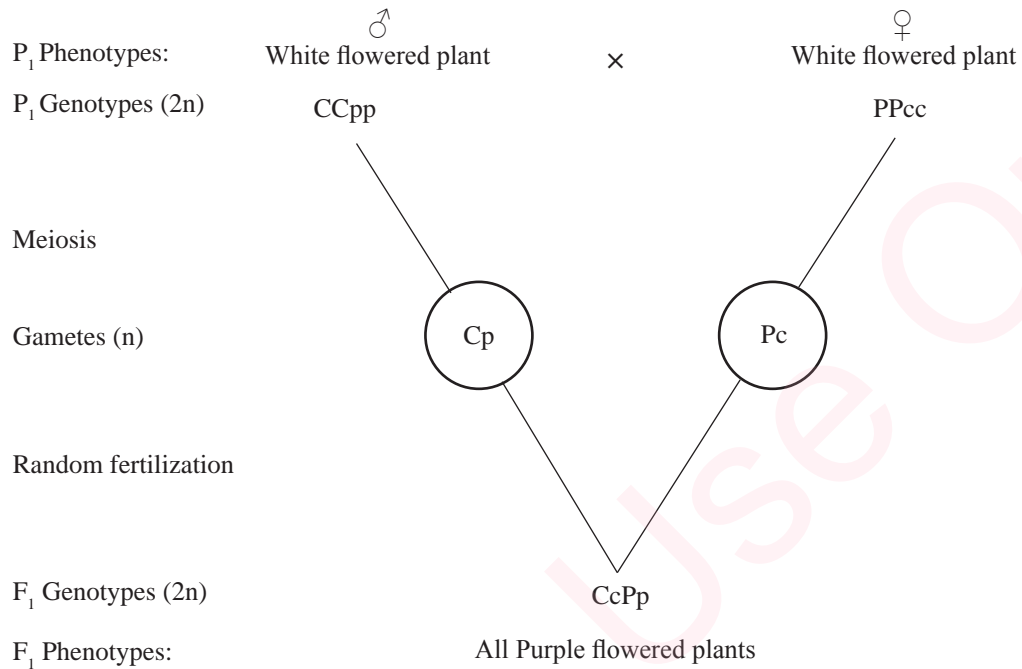 ♂ ♀
P₁ Phenotypes: White flowered plant × White flowered plant
P₁ Genotypes (2n) CCpp PPcc
Meiosis
Gametes (n) Cp Pc
Random fertilization
F₁ Genotypes (2n) CcPp
F₁ Phenotypes: All Purple flowered plants
Use